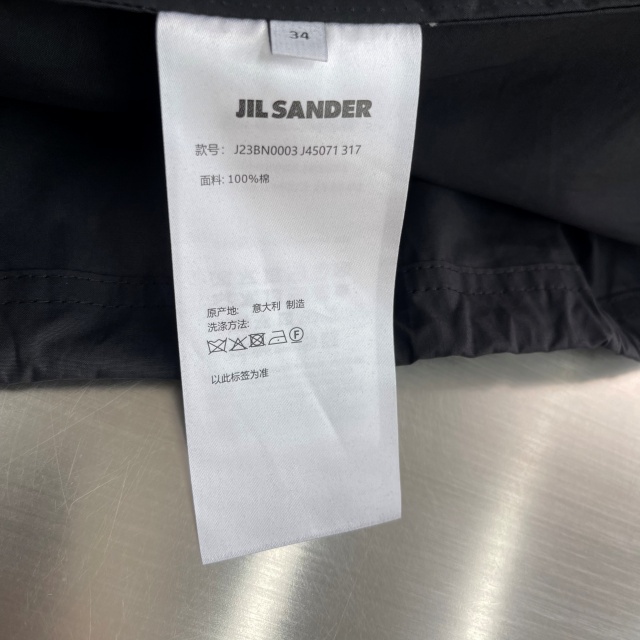 34
JIL SANDER
款号： J23BN0003 J45071 317
面料: 100%棉
原产地: 意大利 制造
洗涤方法:
F
以此标签为准